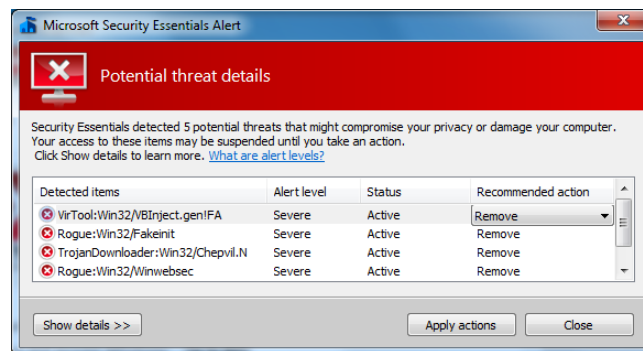 Microsoft Security Essentials Alert
Potential threat details
Security Essentials detected 5 potential threats that might compromise your privacy or damage your computer.
Your access to these items may be suspended until you take an action.
Click Show details to learn more. What are alert levels?
Detected items Alert level Status Recommended action
VirTool:Win32/VBInject.gen!FA Severe Active Remove
Rogue:Win32/Fakeinit Severe Active Remove
TrojanDownloader:Win32/Chepvil.N Severe Active Remove
Rogue:Win32/Winwebsec Severe Active Remove
Show details >> Apply actions Close